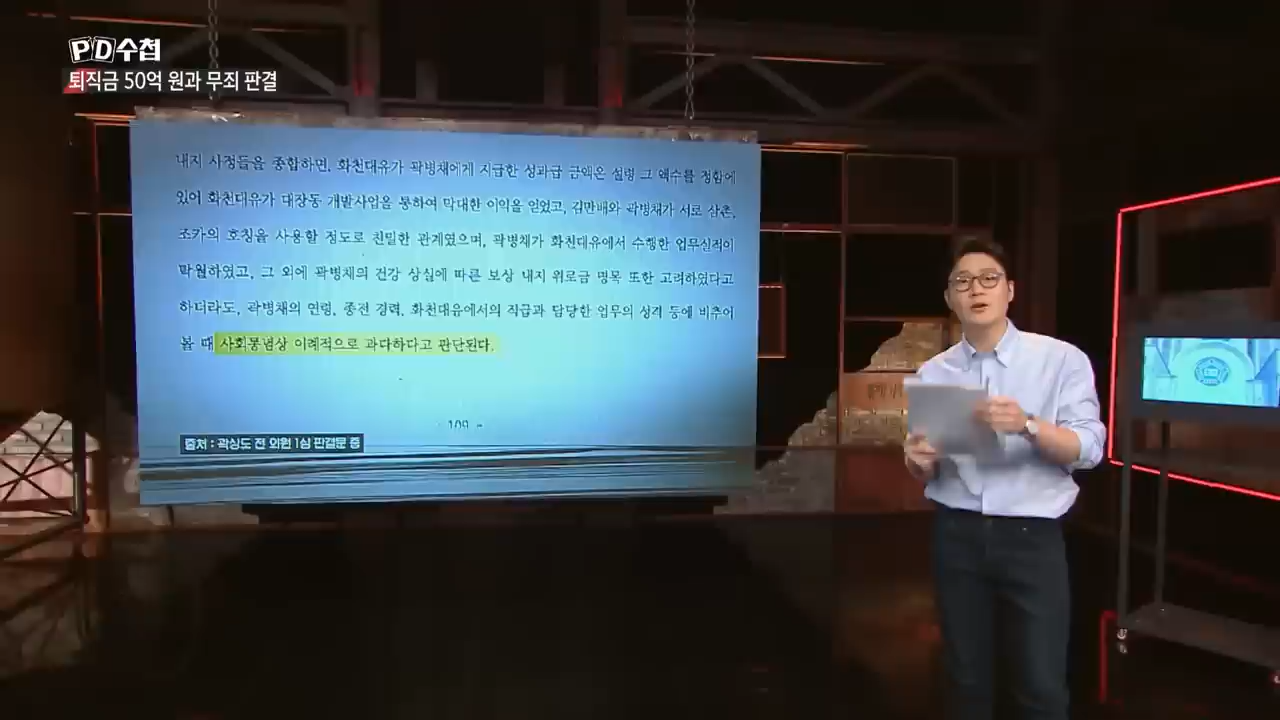 PD수첩
퇴직금 50억 원과 무죄 판결
내지 사정들을 종합하면, 화천대유가 곽병채에게 지급한 성과급 금액은 설령 그 액수를 정함에
있어 화천대유가 대장동 개발사업을 통하여 막대한 이익을 얻었고, 김만배와 곽병채가 서로 삼촌,
조카의 호칭을 사용할 정도로 친밀한 관계였으며, 곽병채가 화천대유에서 수행한 업무실적이
탁월하였고, 그 외에 곽병채의 건강 상실에 따른 보상 내지 위로금 명목 또한 고려하였다고
하더라도, 곽병채의 연령, 종전 경력, 화천대유에서의 직급과 담당한 업무의 성격 등에 비추어
볼 때 사회통념상 이례적으로 과다하다고 판단된다.
- 109 -
출처 : 곽상도 전 의원 1심 판결문 중